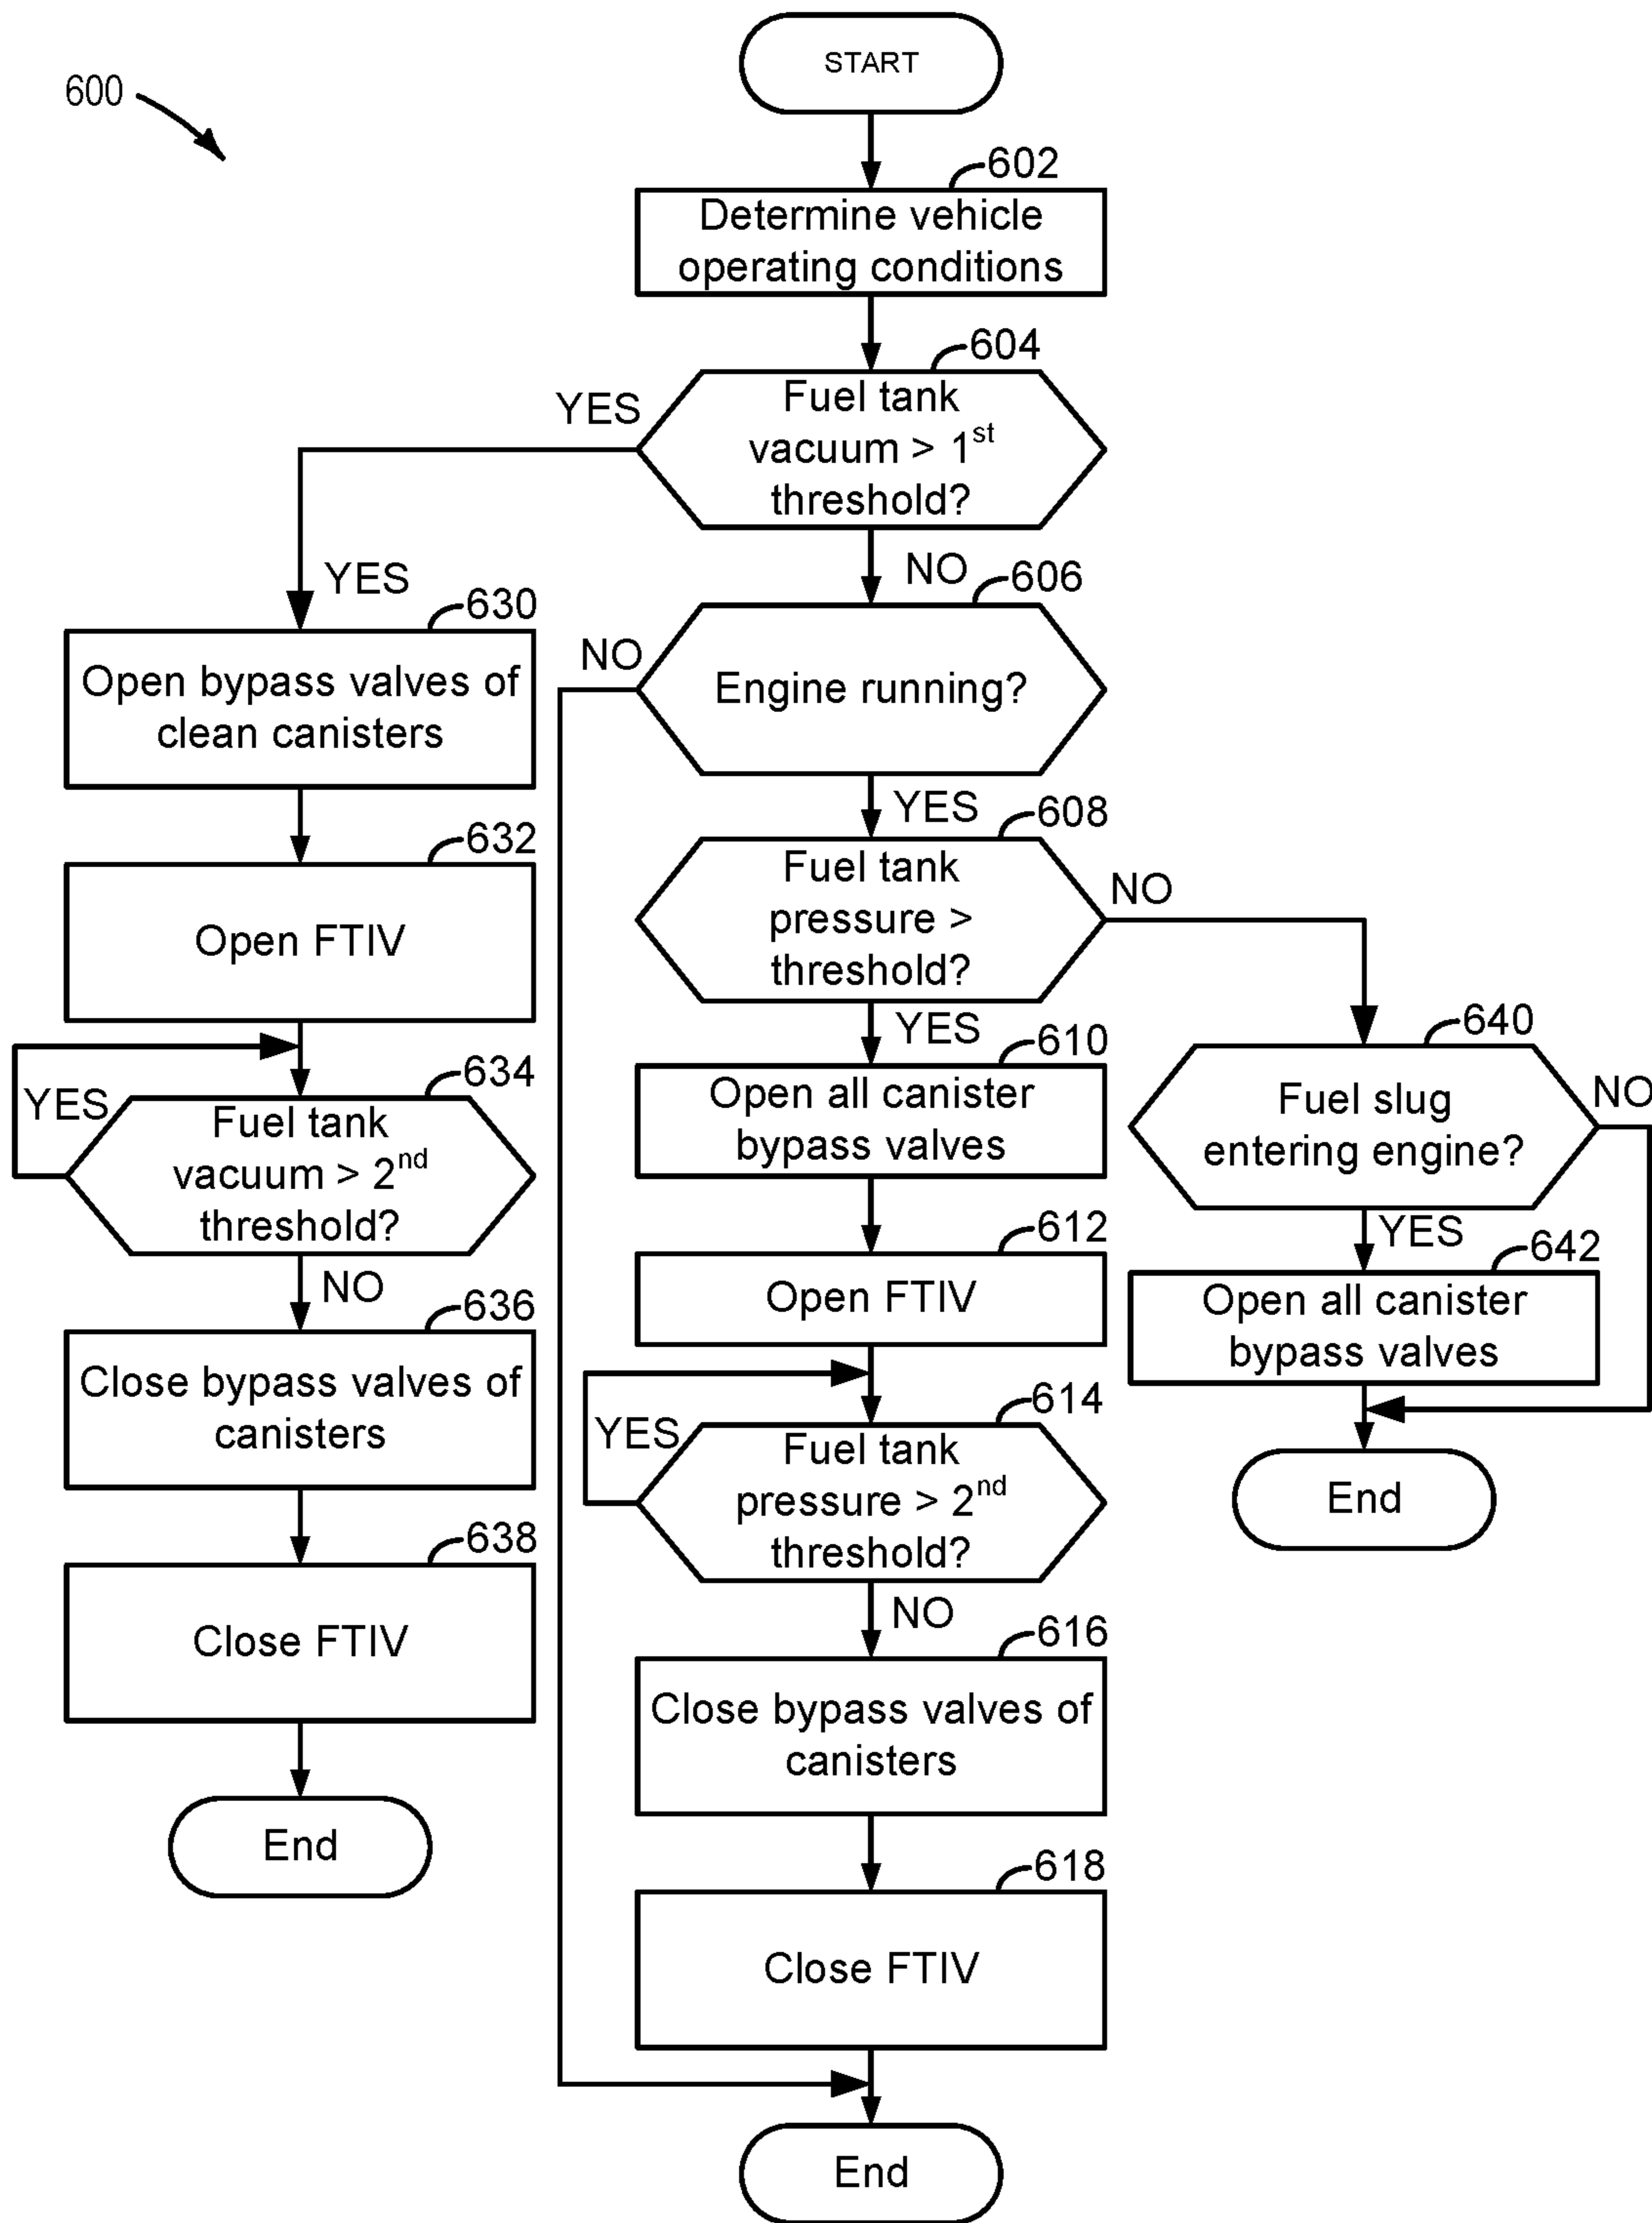 START
600
602
Determine vehicle
operating conditions
604
Fuel tank
vacuum > 1st
threshold?
YES
YES
NO
606
Engine running?
NO
YES
608
Fuel tank
pressure >
threshold?
NO
YES
610
Open all canister
bypass valves
612
Open FTIV
614
Fuel tank
pressure > 2nd
threshold?
YES
NO
616
Close bypass valves of
canisters
618
Close FTIV
End
630
Open bypass valves of
clean canisters
632
Open FTIV
634
Fuel tank
vacuum > 2nd
threshold?
YES
NO
636
Close bypass valves of
canisters
638
Close FTIV
End
640
Fuel slug
entering engine?
NO
YES
642
Open all canister
bypass valves
End